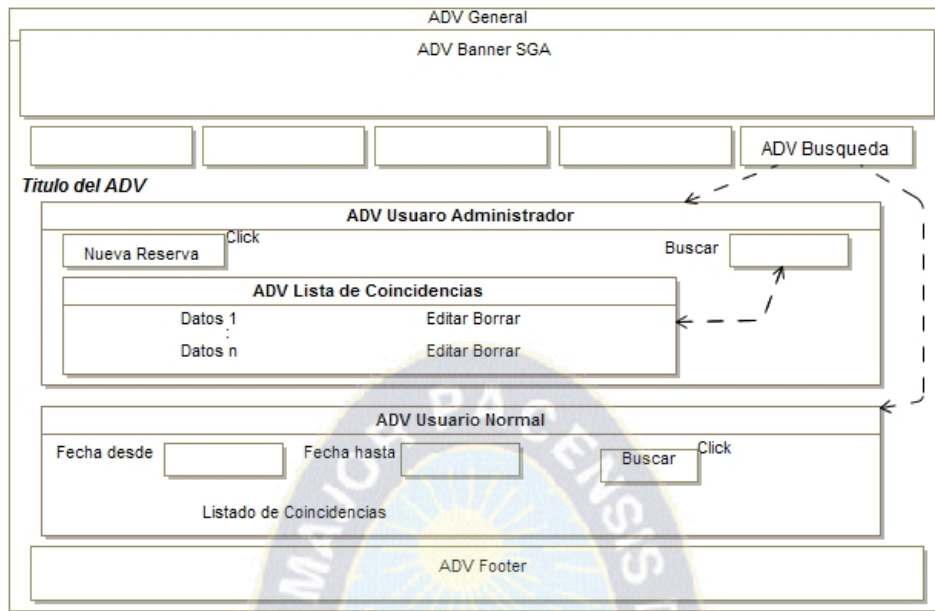 ADV General
ADV Banner SGA
ADV Busqueda
Titulo del ADV
ADV Usuaro Administrador
Nueva Reserva
Click
Buscar
ADV Lista de Coincidencias
Datos 1 Editar Borrar
:
Datos n Editar Borrar
ADV Usuario Normal
Fecha desde Fecha hasta Buscar Click
Listado de Coincidencias
ADV Footer
MAJOR PACENSIS